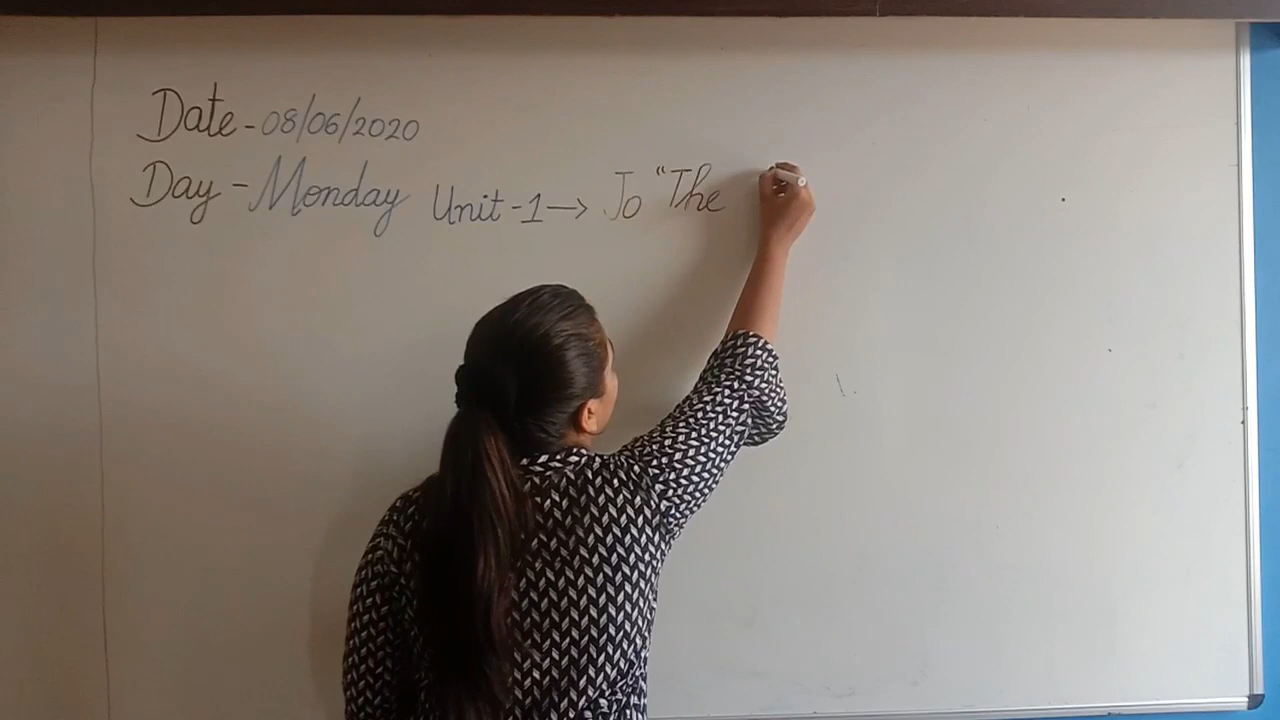 Date - 08/06/2020
Day - Monday Unit - 1 → Jo "The